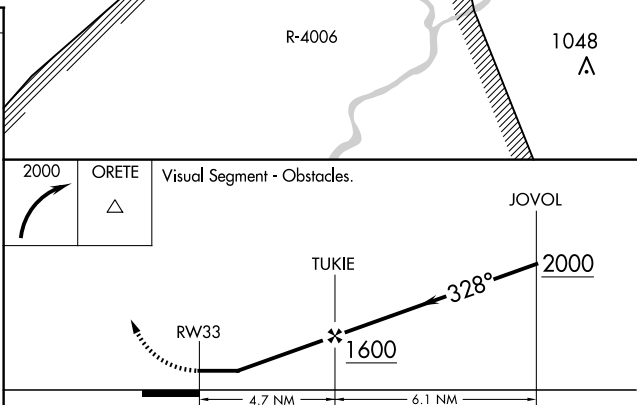 R-4006
1048
2000
ORETE
Visual Segment - Obstacles.
JOVOL
TUKIE
2000
328°
RW33
1600
4.7 NM
6.1 NM